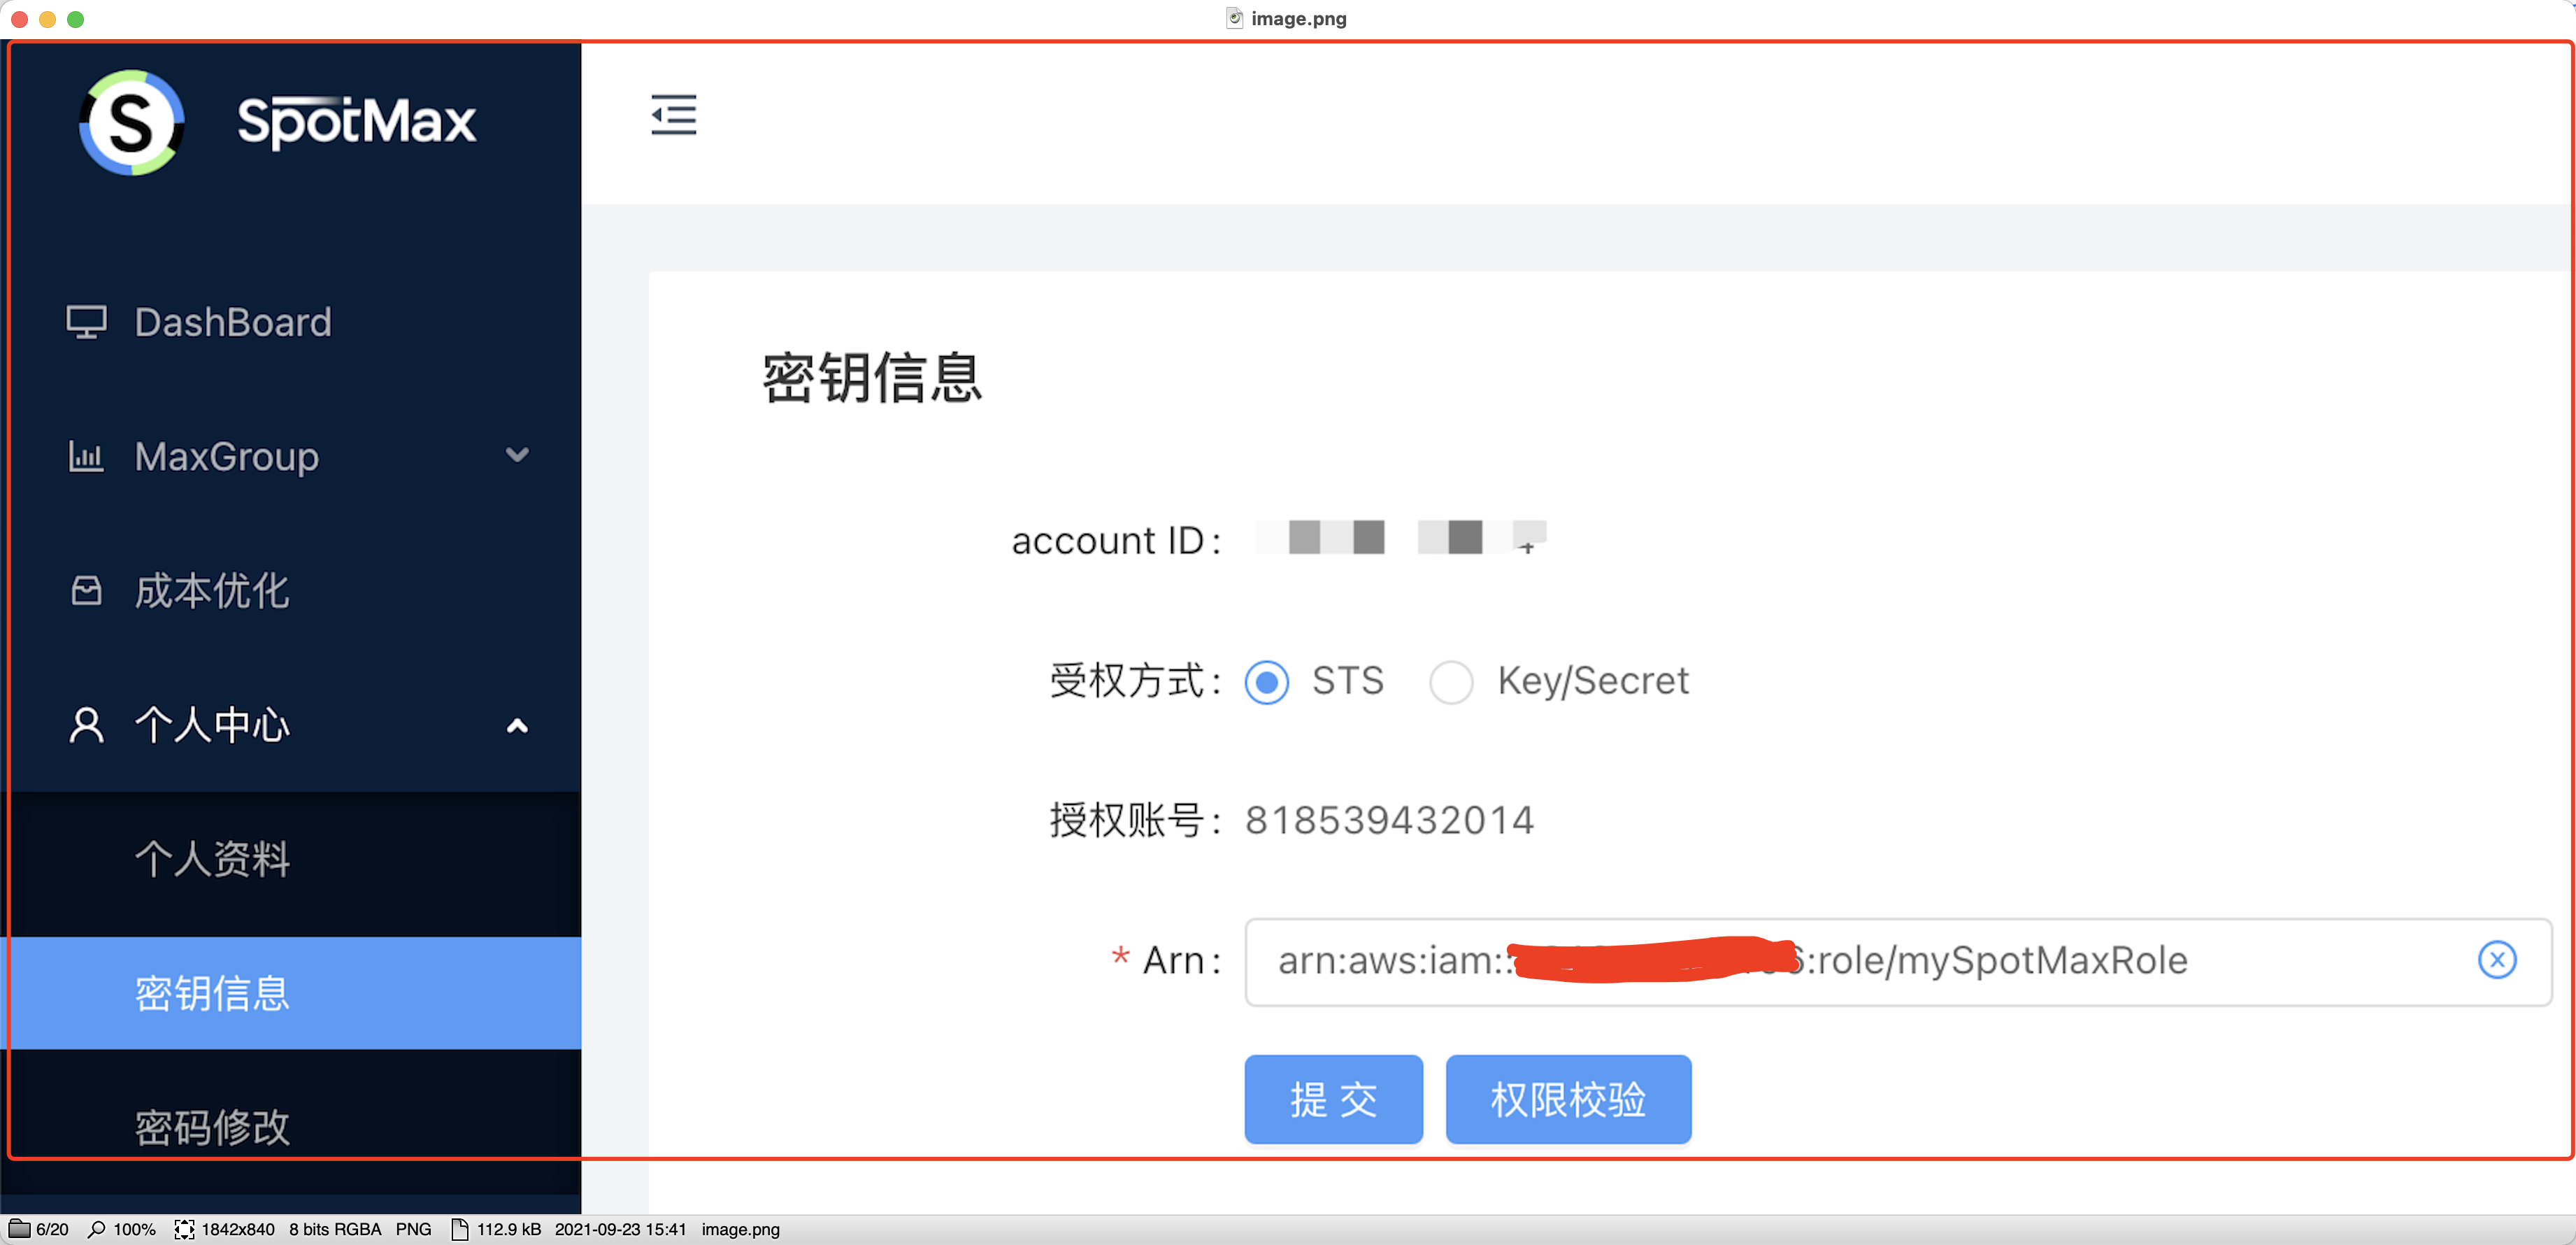 image.png
SpotMax
DashBoard
MaxGroup
成本优化
个人中心
个人资料
密钥信息
密码修改
密钥信息
account ID :
受权方式 : STS Key/Secret
授权账号 : 818539432014
* Arn : arn:aws:iam:: :role/mySpotMaxRole
提 交 权限校验
6/20 100% 1842x840 8 bits RGBA PNG 112.9 kB 2021-09-23 15:41 image.png